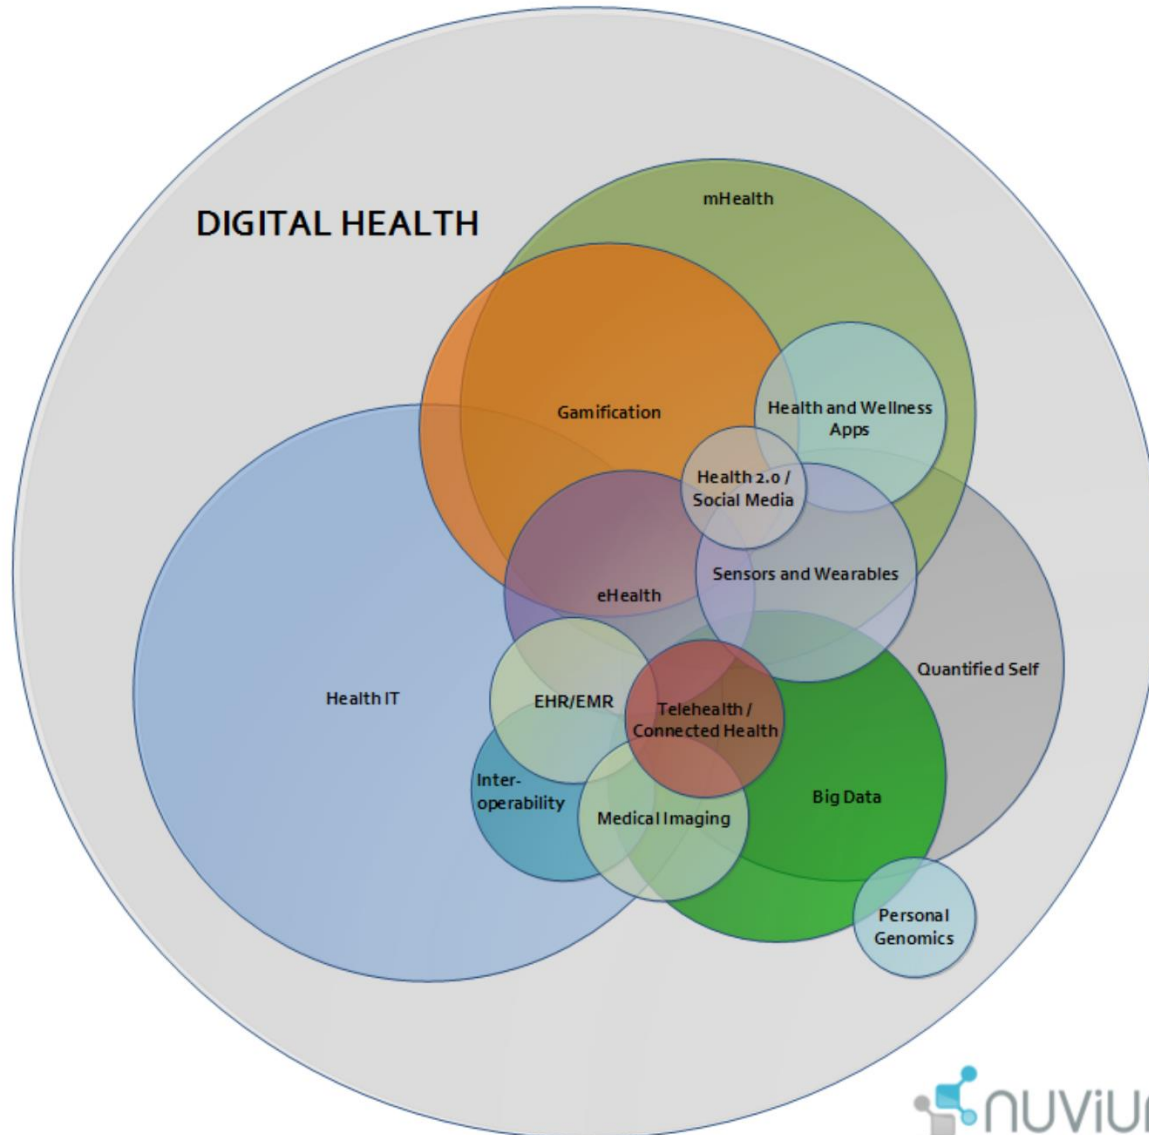 mHealth
DIGITAL HEALTH
Gamification
Health and Wellness
Apps
Health 2.0 /
Social Media
Sensors and Wearables
eHealth
Quantified Self
Health IT
EHR/EMR
Telehealth /
Connected Health
Inter-
operability
Medical Imaging
Big Data
Personal
Genomics